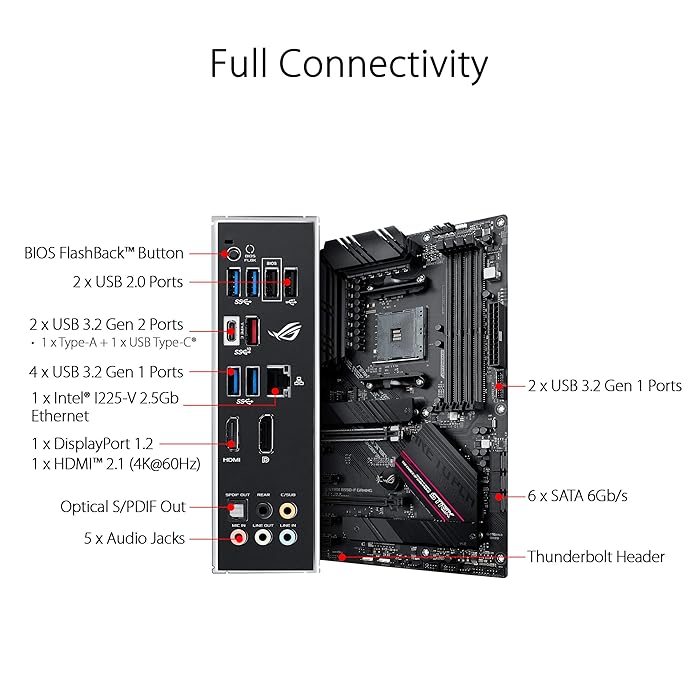 Full Connectivity
BIOS FlashBack™ Button
2 x USB 2.0 Ports
2 x USB 3.2 Gen 2 Ports
• 1 x Type-A + 1 x USB Type-C®
4 x USB 3.2 Gen 1 Ports
1 x Intel® I225-V 2.5Gb
Ethernet
1 x DisplayPort 1.2
1 x HDMI™ 2.1 (4K@60Hz)
Optical S/PDIF Out
5 x Audio Jacks
BIOS
FLBK
BIOS
HDMI
SPDIF OUT REAR C/SUB
MIC IN LINE OUT LINE IN
2 x USB 3.2 Gen 1 Ports
6 x SATA 6Gb/s
Thunderbolt Header
STRIX B550-F GAMING
STRIX